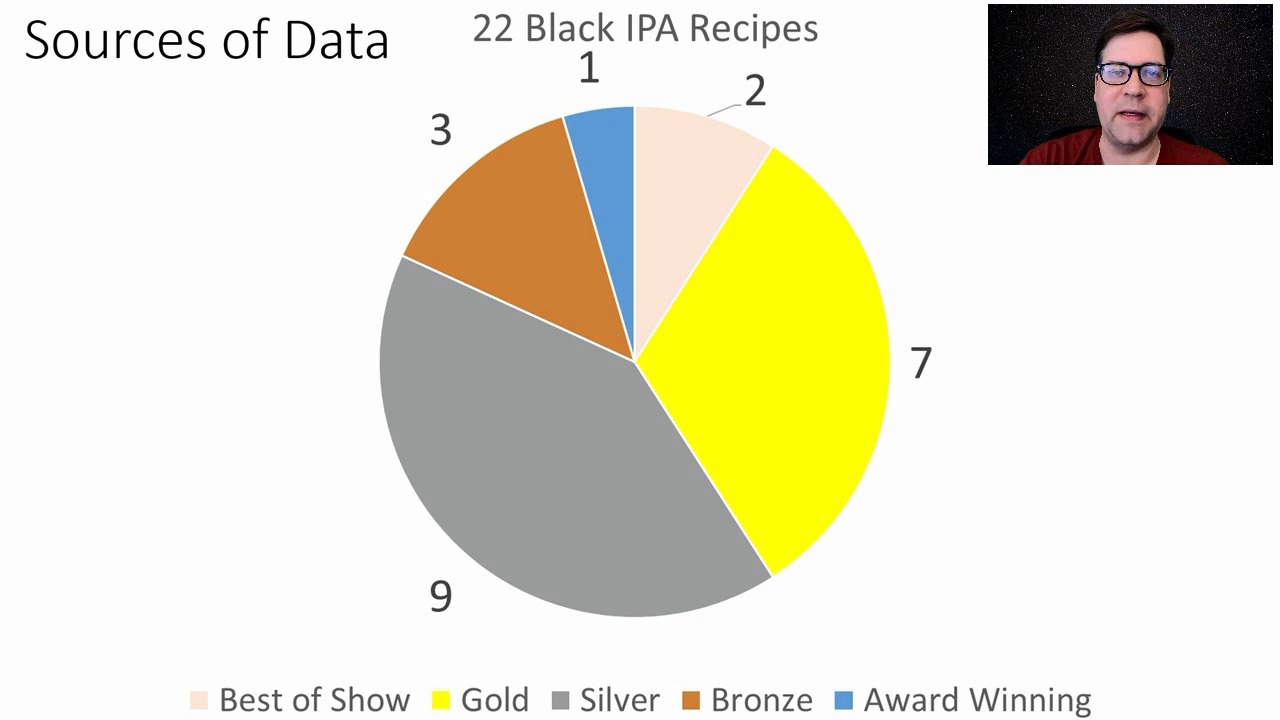 Sources of Data
22 Black IPA Recipes
1
2
3
7
9
Best of Show Gold Silver Bronze Award Winning